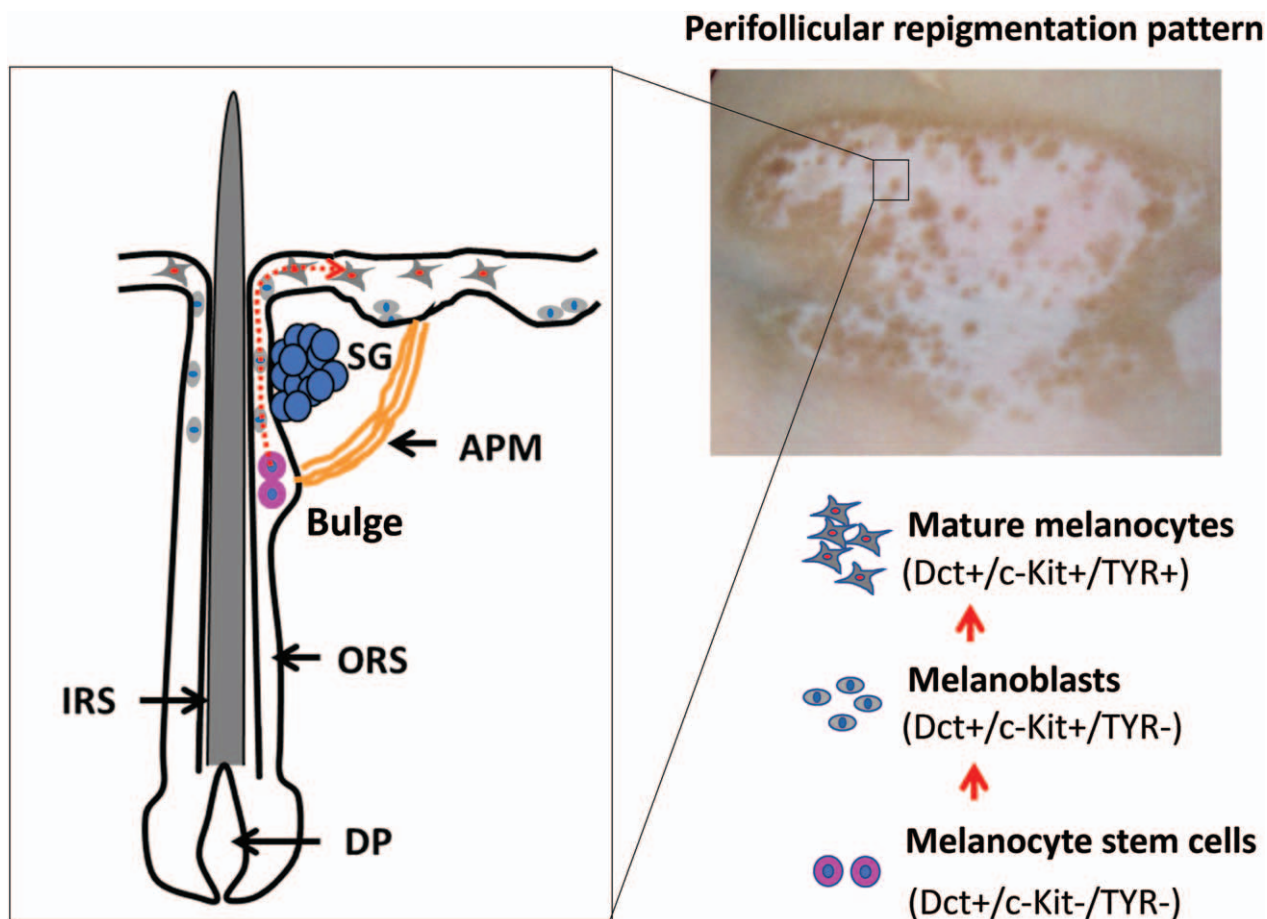 Perifollicular repigmentation pattern
SG
APM
Bulge
ORS
IRS
DP
Mature melanocytes
(Dct+/c-Kit+/TYR+)
Melanoblasts
(Dct+/c-Kit+/TYR-)
Melanocyte stem cells
(Dct+/c-Kit-/TYR-)